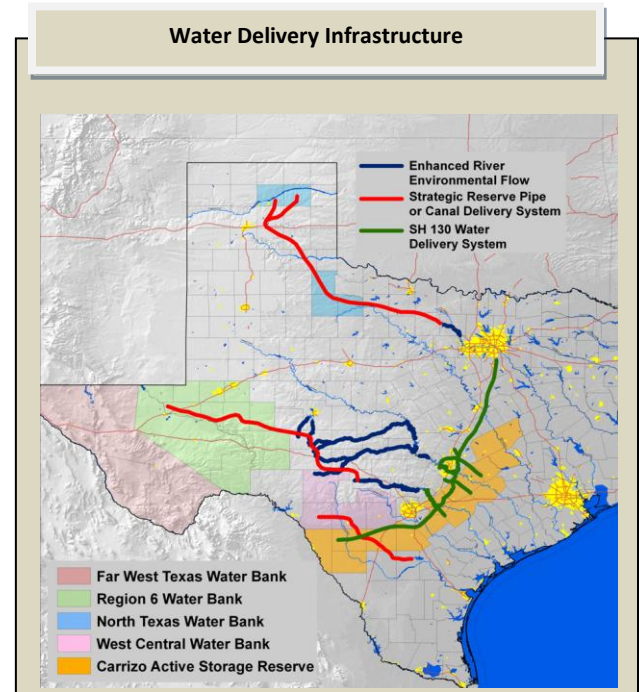 Water Delivery Infrastructure
Enhanced River
Environmental Flow
Strategic Reserve Pipe
or Canal Delivery System
SH 130 Water
Delivery System
Far West Texas Water Bank
Region 6 Water Bank
North Texas Water Bank
West Central Water Bank
Carrizo Active Storage Reserve